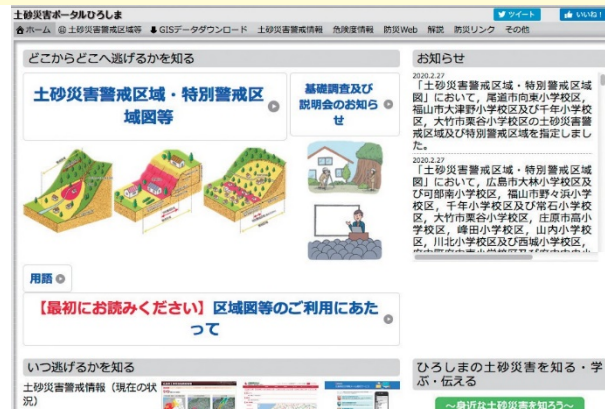 土砂災害ポータルひろしま
ツイート
いいね!
ホーム
土砂災害警戒区域等
GISデータダウンロード
土砂災害警戒情報
危険度情報
防災Web
解説
防災リンク
その他
どこからどこへ逃げるかを知る
土砂災害警戒区域・特別警戒区
域図等
基礎調査及び
説明会のお知ら
せ
用語
【最初にお読みください】区域図等のご利用にあた
って
お知らせ
2020.2.27
「土砂災害警戒区域・特別警戒区域
図」において，尾道市向東小学校区，
福山市大津野小学校区及び千年小学校
区，大竹市栗谷小学校区の土砂災害警
戒区域及び特別警戒区域を指定しまし
た。
2020.2.27
「土砂災害警戒区域・特別警戒区域
図」において，広島市大林小学校区及
び可部南小学校区，福山市野々浜小学
校区，千年小学校区及び常石小学校
区，大竹市栗谷小学校区，庄原市高小
学校区，峰田小学校区，山内小学校
区，川北小学校区及び西城小学校区，
いつ逃げるかを知る
土砂災害警戒情報（現在の状
況）
ひろしまの土砂災害を知る・学
ぶ・伝える
～身近な土砂災害を知ろう～